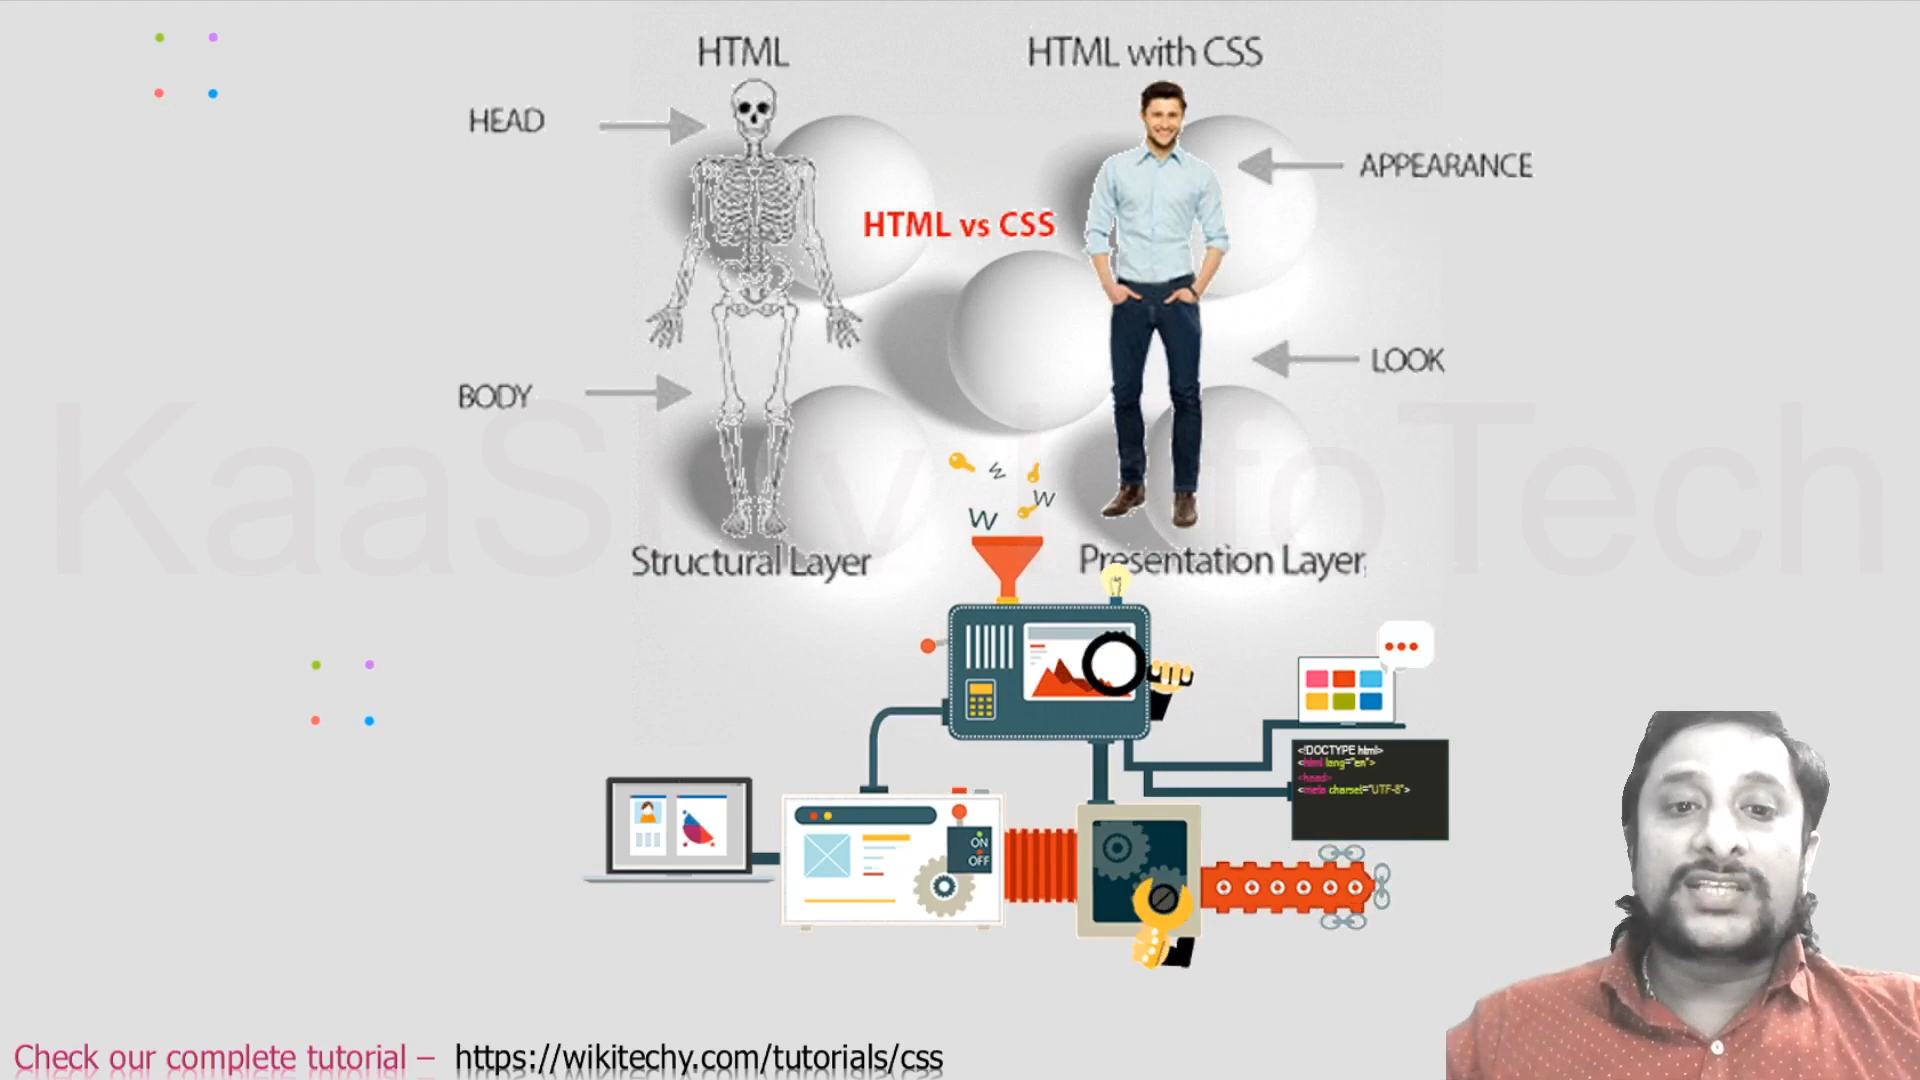 HTML
HTML with CSS
HEAD
APPEARANCE
HTML vs CSS
LOOK
BODY
W
W
W
Structural Layer
Presentation Layer
<!DOCTYPE html>
<html lang="en">
<head>
<meta charset="UTF-8">
ON
OFF
Check our complete tutorial – https://wikitechy.com/tutorials/css